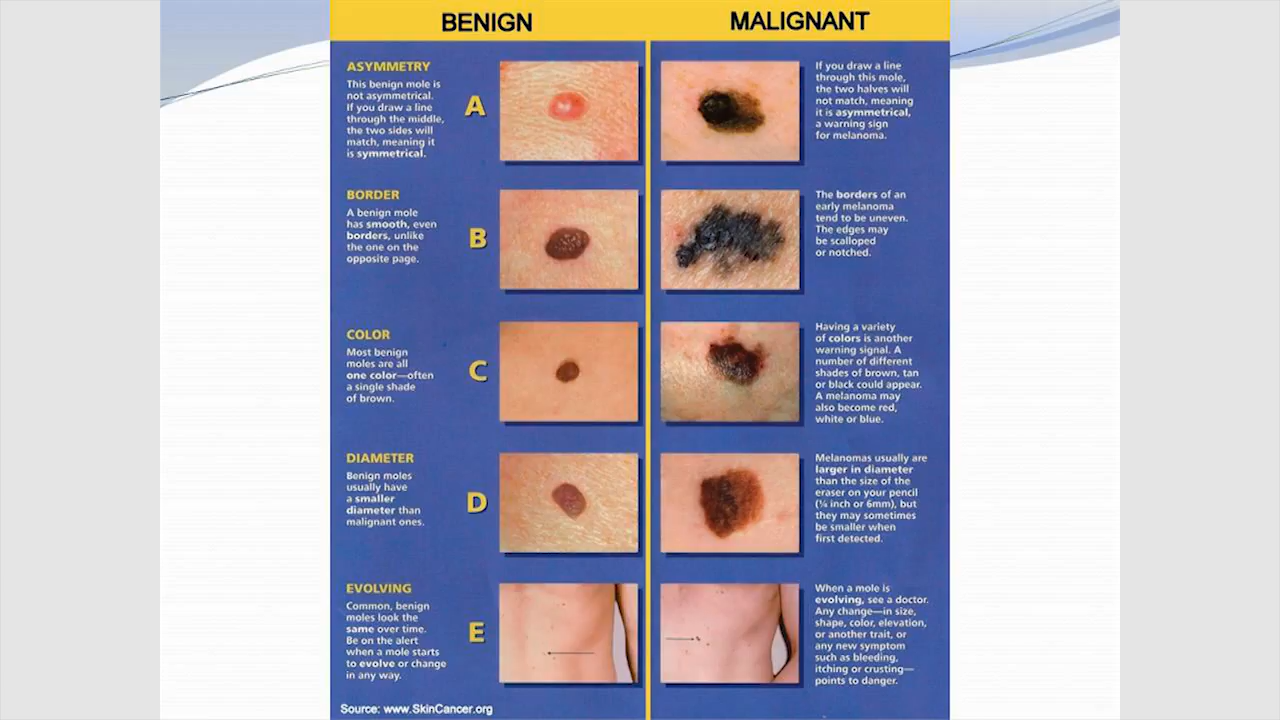 BENIGN
MALIGNANT
ASYMMETRY
This benign mole is
not asymmetrical.
If you draw a line
through the middle,
the two sides will
match, meaning it
is symmetrical.
A
If you draw a line
through this mole,
the two halves will
not match, meaning
it is asymmetrical,
a warning sign
for melanoma.
BORDER
A benign mole
has smooth, even
borders, unlike
the one on the
opposite page.
B
The borders of an
early melanoma
tend to be uneven.
The edges may
be scalloped
or notched.
COLOR
Most benign
moles are all
one color—often
a single shade
of brown.
C
Having a variety
of colors is another
warning signal. A
number of different
shades of brown, tan
or black could appear.
A melanoma may
also become red,
white or blue.
DIAMETER
Benign moles
usually have
a smaller
diameter than
malignant ones.
D
Melanomas usually are
larger in diameter
than the size of the
eraser on your pencil
(¼ inch or 6mm), but
they may sometimes
be smaller when
first detected.
EVOLVING
Common, benign
moles look the
same over time.
Be on the alert
when a mole starts
to evolve or change
in any way.
E
When a mole is
evolving, see a doctor.
Any change—in size,
shape, color, elevation,
or another trait, or
any new symptom
such as bleeding,
itching or crusting—
points to danger.
Source: www.SkinCancer.org